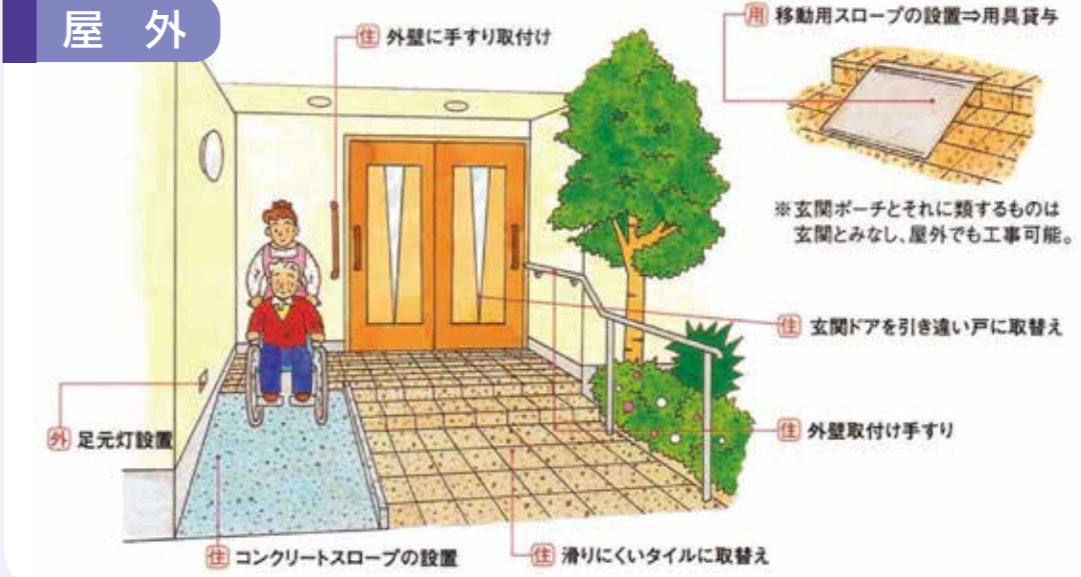 屋 外
住 外壁に手すり取付け
用 移動用スロープの設置⇒用具貸与
※玄関ポーチとそれに類するものは
玄関とみなし、屋外でも工事可能。
住 玄関ドアを引き違い戸に取替え
住 外壁取付け手すり
外 足元灯設置
住 コンクリートスロープの設置
住 滑りにくいタイルに取替え